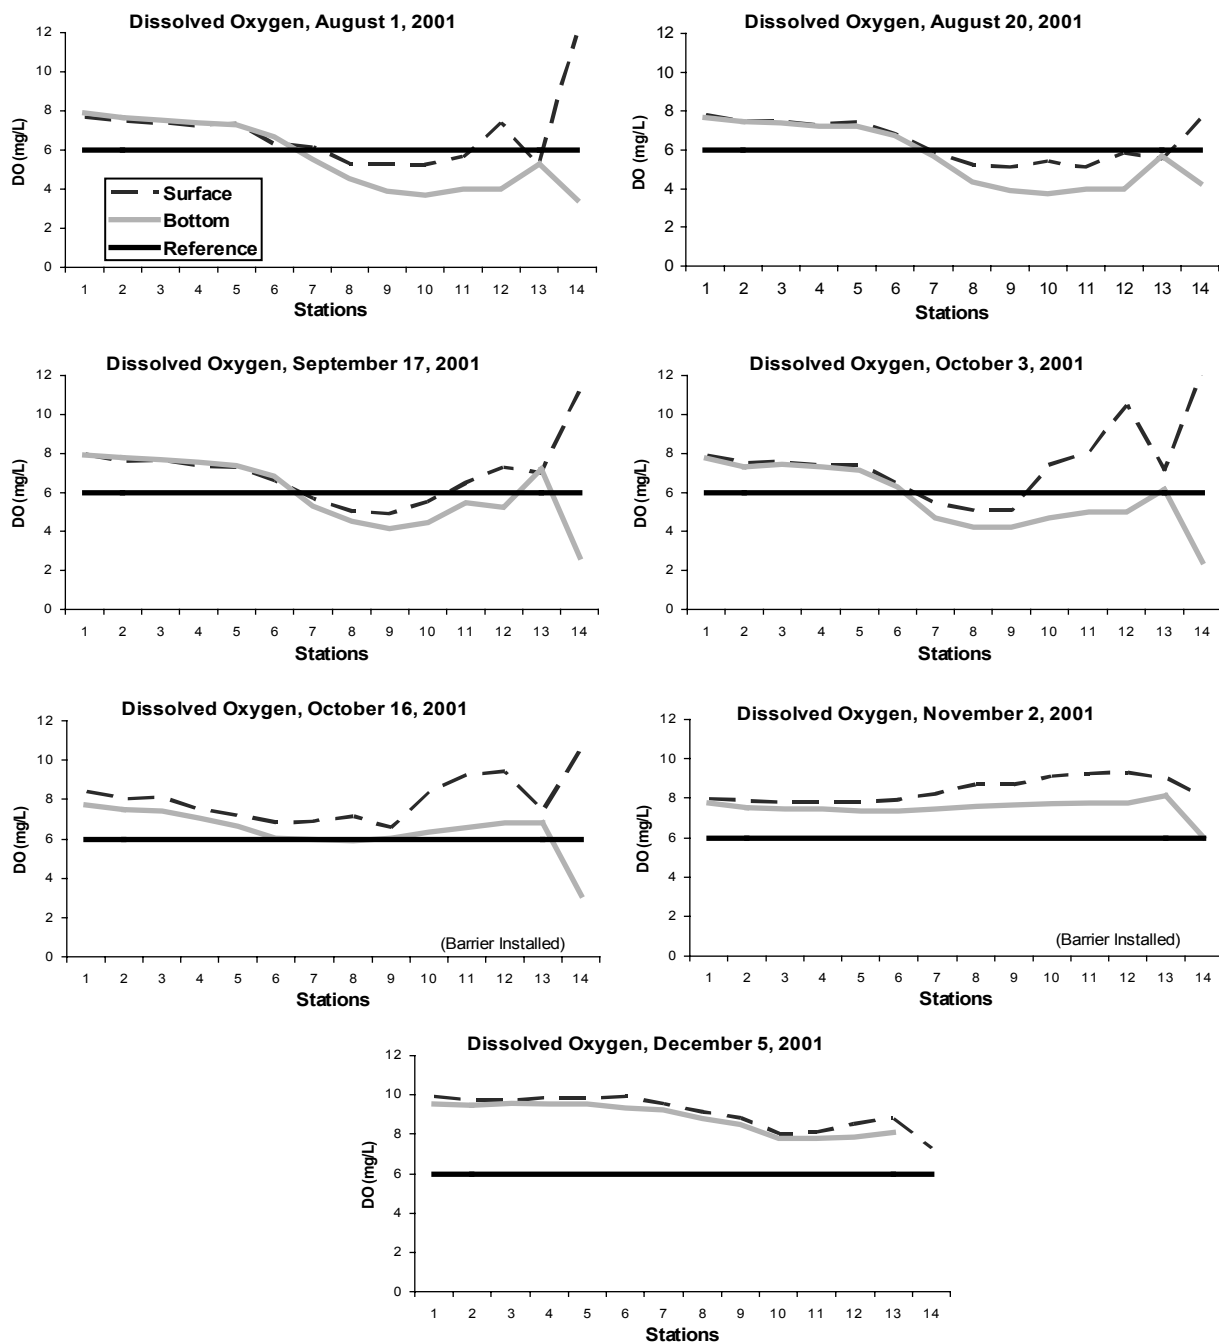 Dissolved Oxygen, August 1, 2001
12
10
8
6
4
2
0
DO (mg/L)
Surface
Bottom
Reference
1 2 3 4 5 6 7 8 9 10 11 12 13 14
Stations
Dissolved Oxygen, August 20, 2001
12
10
8
6
4
2
0
DO (mg/L)
1 2 3 4 5 6 7 8 9 10 11 12 13 14
Stations
Dissolved Oxygen, September 17, 2001
12
10
8
6
4
2
0
DO (mg/L)
1 2 3 4 5 6 7 8 9 10 11 12 13 14
Stations
Dissolved Oxygen, October 3, 2001
12
10
8
6
4
2
0
DO (mg/L)
1 2 3 4 5 6 7 8 9 10 11 12 13 14
Stations
Dissolved Oxygen, October 16, 2001
12
10
8
6
4
2
0
DO (mg/L)
(Barrier Installed)
1 2 3 4 5 6 7 8 9 10 11 12 13 14
Stations
Dissolved Oxygen, November 2, 2001
12
10
8
6
4
2
0
DO (mg/L)
(Barrier Installed)
1 2 3 4 5 6 7 8 9 10 11 12 13 14
Stations
Dissolved Oxygen, December 5, 2001
12
10
8
6
4
2
0
DO (mg/L)
1 2 3 4 5 6 7 8 9 10 11 12 13 14
Stations